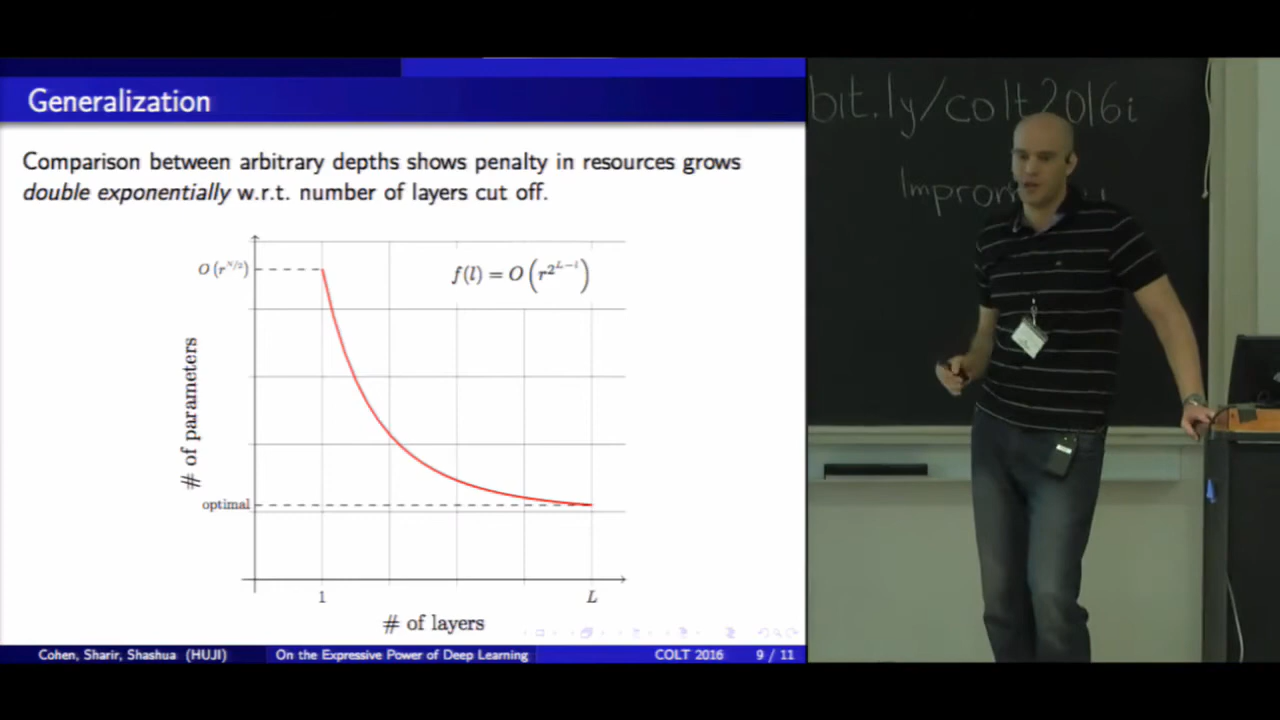 Generalization
Comparison between arbitrary depths shows penalty in resources grows
double exponentially w.r.t. number of layers cut off.
O(r^{N/2})
f(l) = O(r^{2^{L-l}})
# of parameters
optimal
1
L
# of layers
Cohen, Sharir, Shashua (HUJI)
On the Expressive Power of Deep Learning
COLT 2016
9 / 11
bit.ly/colt2016i